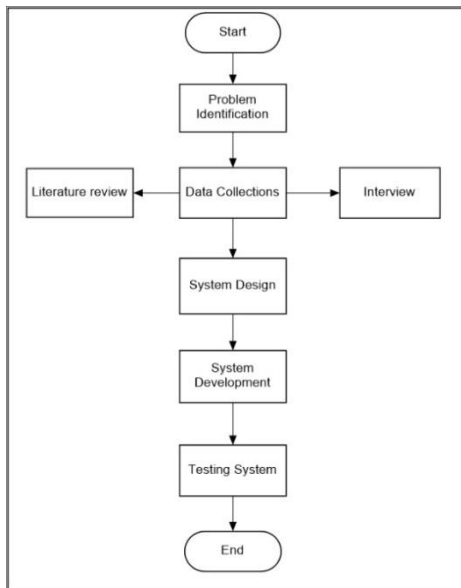 Start
Problem
Identification
Literature review
Data Collections
Interview
System Design
System
Development
Testing System
End